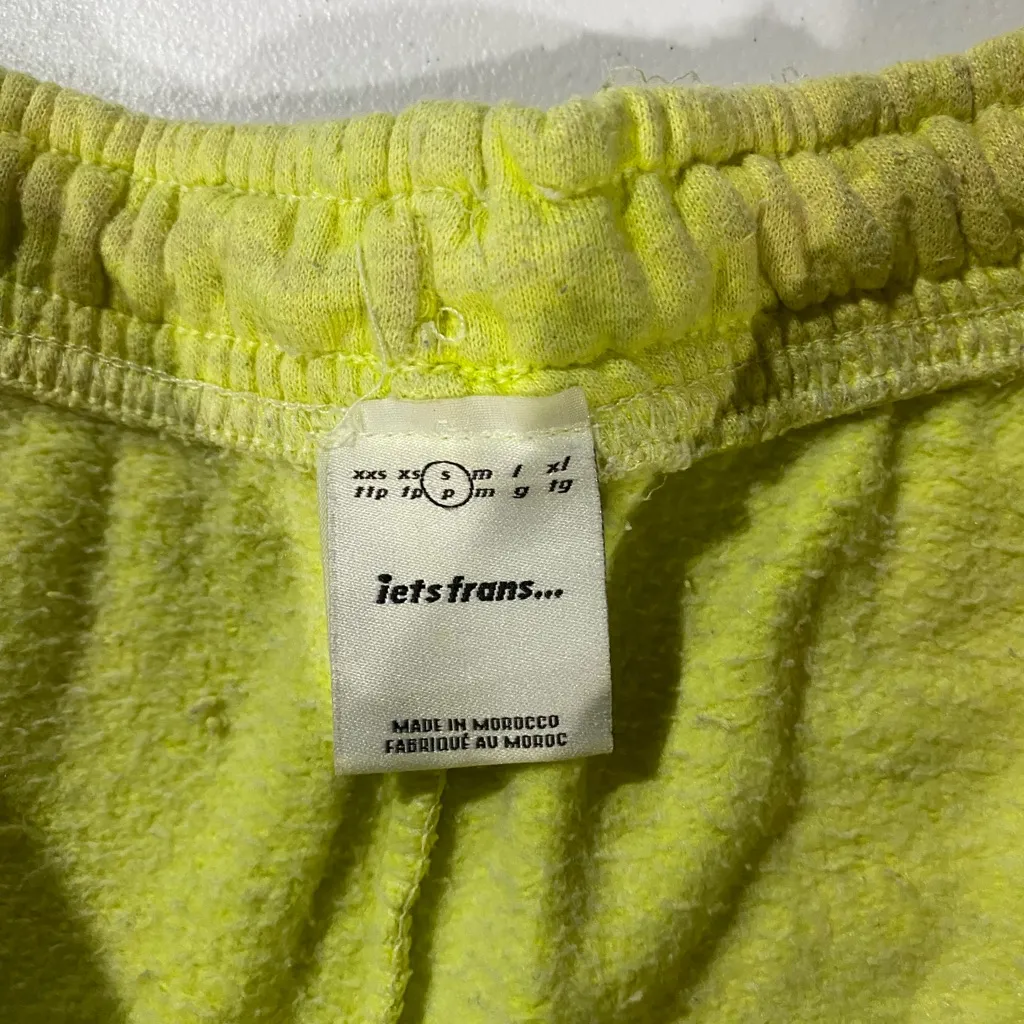 xxs xs s m l xl
ttp tp p m g tg
iets frans...
MADE IN MOROCCO
FABRIQUÉ AU MOROC